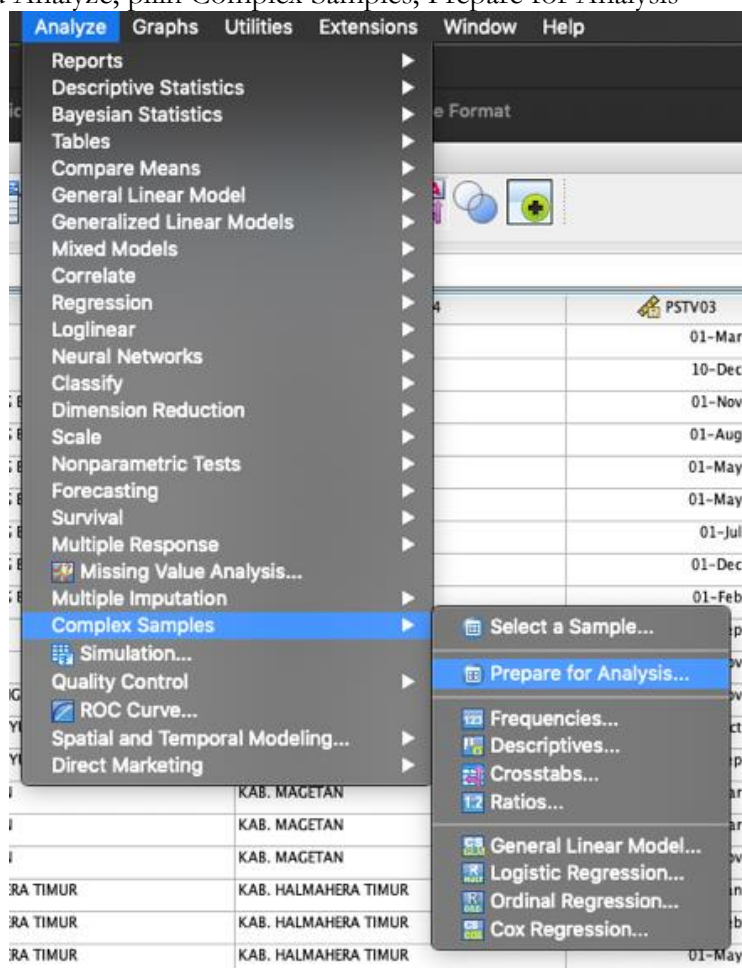 Analyze, pilih Complex Samples, Prepare for Analysis
Analyze Graphs Utilities Extensions Window Help
Reports
Descriptive Statistics
Bayesian Statistics
Tables
Compare Means
General Linear Model
Generalized Linear Models
Mixed Models
Correlate
Regression
Loglinear
Neural Networks
Classify
Dimension Reduction
Scale
Nonparametric Tests
Forecasting
Survival
Multiple Response
Missing Value Analysis...
Multiple Imputation
Complex Samples
Simulation...
Quality Control
ROC Curve...
Spatial and Temporal Modeling...
Direct Marketing
e Format
4 PSTV03
01-Mar
10-Dec
01-Nov
01-Aug
01-May
01-May
01-Jul
01-Dec
01-Feb
Select a Sample...
Prepare for Analysis...
Frequencies...
Descriptives...
Crosstabs...
Ratios...
General Linear Model...
Logistic Regression...
Ordinal Regression...
Cox Regression...
KAB. MAGETAN
KAB. MAGETAN
KAB. MAGETAN
RA TIMUR KAB. HALMAHERA TIMUR
RA TIMUR KAB. HALMAHERA TIMUR
RA TIMUR KAB. HALMAHERA TIMUR 01-May